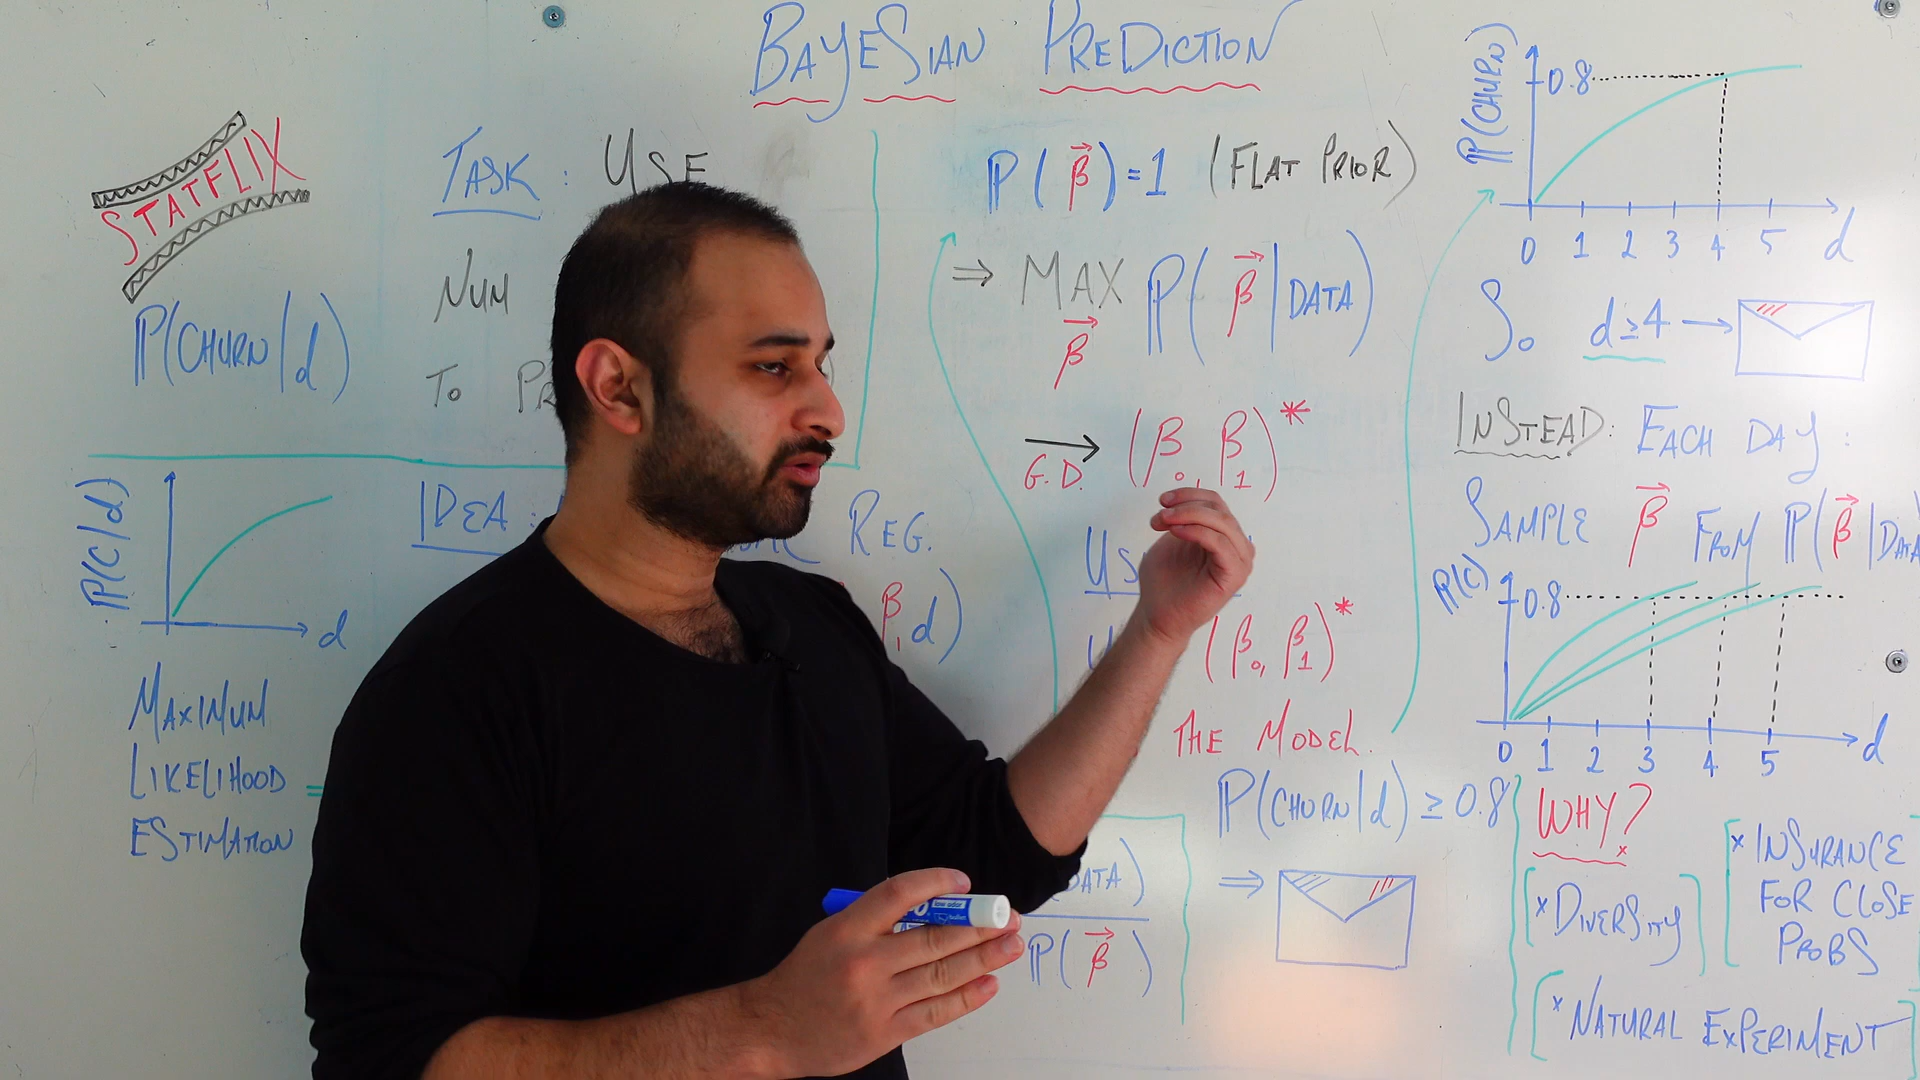 BAYESIAN PREDICTION
STATFLIX
P(CHURN|d)
TASK: USE
NUM
TO
P(C|d)
d
MAXIMUM
LIKELIHOOD =
ESTIMATION
IDEA:
REG.
β₁d)
P(β⃗)=1 (FLAT PRIOR)
⇒ MAX P(β⃗|DATA)
β⃗
→ (β₀, β₁)*
G.D.
(β₀, β₁)*
THE MODEL.
P(CHURN|d) ≥ 0.8
⇒
P(β⃗)
P(CHURN)
0.8
0 1 2 3 4 5 d
So d≥4 →
INSTEAD: EACH DAY:
SAMPLE β⃗ FROM P(β⃗|DATA
P(C)
0.8
0 1 2 3 4 5 d
WHY?
x DIVERSITY
x INSURANCE
FOR CLOSE
PROBS
x NATURAL EXPERIMENT
low odor